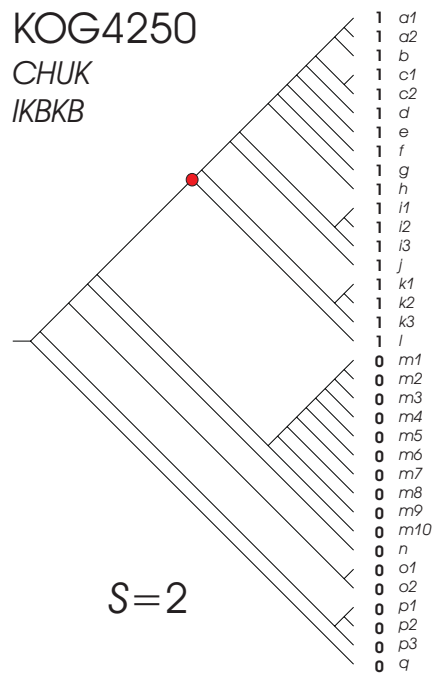 KOG4250
CHUK
IKBKB
1 a1
1 a2
1 b
1 c1
1 c2
1 d
1 e
1 f
1 g
1 h
1 i1
1 i2
1 i3
1 j
1 k1
1 k2
1 k3
1 l
0 m1
0 m2
0 m3
0 m4
0 m5
0 m6
0 m7
0 m8
0 m9
0 m10
0 n
0 o1
0 o2
0 p1
0 p2
0 p3
0 q
S=2